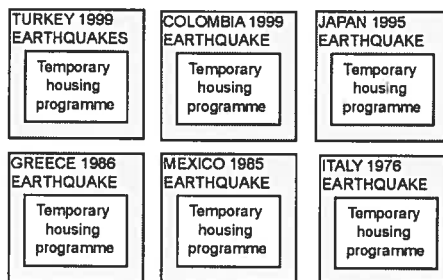 TURKEY 1999
EARTHQUAKES
Temporary
housing
programme
COLOMBIA 1999
EARTHQUAKE
Temporary
housing
programme
JAPAN 1995
EARTHQUAKE
Temporary
housing
programme
GREECE 1986
EARTHQUAKE
Temporary
housing
programme
MEXICO 1985
EARTHQUAKE
Temporary
housing
programme
ITALY 1976
EARTHQUAKE
Temporary
housing
programme